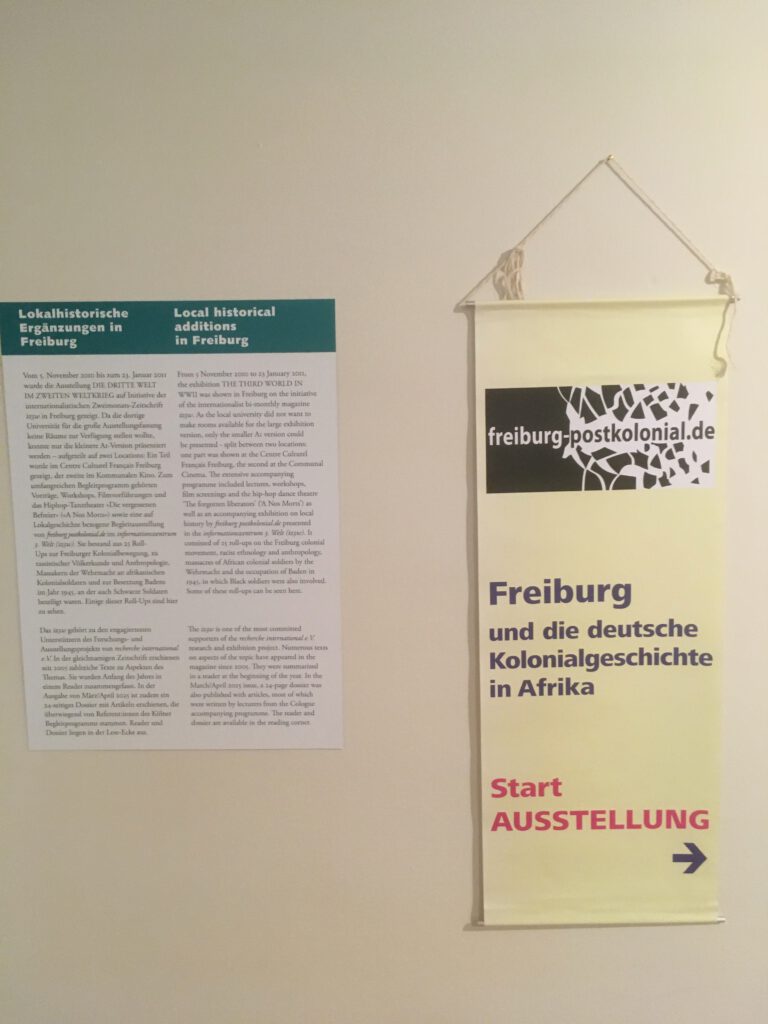 Lokalhistorische
Ergänzungen in
Freiburg
Vom 5. November 2010 bis zum 23. Januar 2011
wurde die Ausstellung DIE DRITTE WELT
IM ZWEITEN WELTKRIEG auf Initiative der
internationalistischen Zweimonats-Zeitschrift
iz3w in Freiburg gezeigt. Da die dortige
Universität für die große Ausstellungsfassung
keine Räume zur Verfügung stellen wollte,
konnte nur die kleinere A1-Version präsentiert
werden – aufgeteilt auf zwei Locations: Ein Teil
wurde im Centre Culturel Français Freiburg
gezeigt, der zweite im Kommunalen Kino. Zum
umfangreichen Begleitprogramm gehörten
Vorträge, Workshops, Filmvorführungen und
das Hiphop-Tanztheater »Die vergessenen
Befreier« (»A Nos Morts«) sowie eine auf
Lokalgeschichte bezogene Begleitausstellung
von freiburg postkolonial.de im informationszentrum
3. Welt (iz3w). Sie bestand aus 25 Roll-
Ups zur Freiburger Kolonialbewegung, zu
rassistischer Völkerkunde und Anthropologie,
Massakern der Wehrmacht an afrikanischen
Kolonialsoldaten und zur Besetzung Badens
im Jahr 1945, an der auch Schwarze Soldaten
beteiligt waren. Einige dieser Roll-Ups sind hier
zu sehen.
Das iz3w gehört zu den engagiertesten
Unterstützern des Forschungs- und
Ausstellungsprojekts von recherche international
e.V. In der gleichnamigen Zeitschrift erschienen
seit 2005 zahlreiche Texte zu Aspekten des
Themas. Sie wurden Anfang des Jahres in
einem Reader zusammengefasst. In der
Ausgabe von März/April 2025 ist zudem ein
24-seitiges Dossier mit Artikeln erschienen, die
überwiegend von Referent:innen des Kölner
Begleitprogramms stammen. Reader und
Dossier liegen in der Lese-Ecke aus.
Local historical
additions
in Freiburg
From 5 November 2010 to 23 January 2011,
the exhibition THE THIRD WORLD IN
WWII was shown in Freiburg on the initiative
of the internationalist bi-monthly magazine
iz3w. As the local university did not want to
make rooms available for the large exhibition
version, only the smaller A1 version could
be presented - split between two locations:
one part was shown at the Centre Culturel
Français Freiburg, the second at the Communal
Cinema. The extensive accompanying
programme included lectures, workshops,
film screenings and the hip-hop dance theatre
'The forgotten liberators' ('A Nos Morts') as
well as an accompanying exhibition on local
history by freiburg postkolonial.de presented
in the informationszentrum 3. Welt (iz3w). It
consisted of 25 roll-ups on the Freiburg colonial
movement, racist ethnology and anthropology,
massacres of African colonial soldiers by the
Wehrmacht and the occupation of Baden in
1945, in which Black soldiers were also involved.
Some of these roll-ups can be seen here.
The iz3w is one of the most committed
supporters of the recherche international e.V.
research and exhibition project. Numerous texts
on aspects of the topic have appeared in the
magazine since 2005. They were summarised
in a reader at the beginning of the year. In the
March/April 2025 issue, a 24-page dossier was
also published with articles, most of which
were written by lecturers from the Cologne
accompanying programme. The reader and
dossier are available in the reading corner.
freiburg-postkolonial.de
Freiburg
und die deutsche
Kolonialgeschichte
in Afrika
Start
AUSSTELLUNG